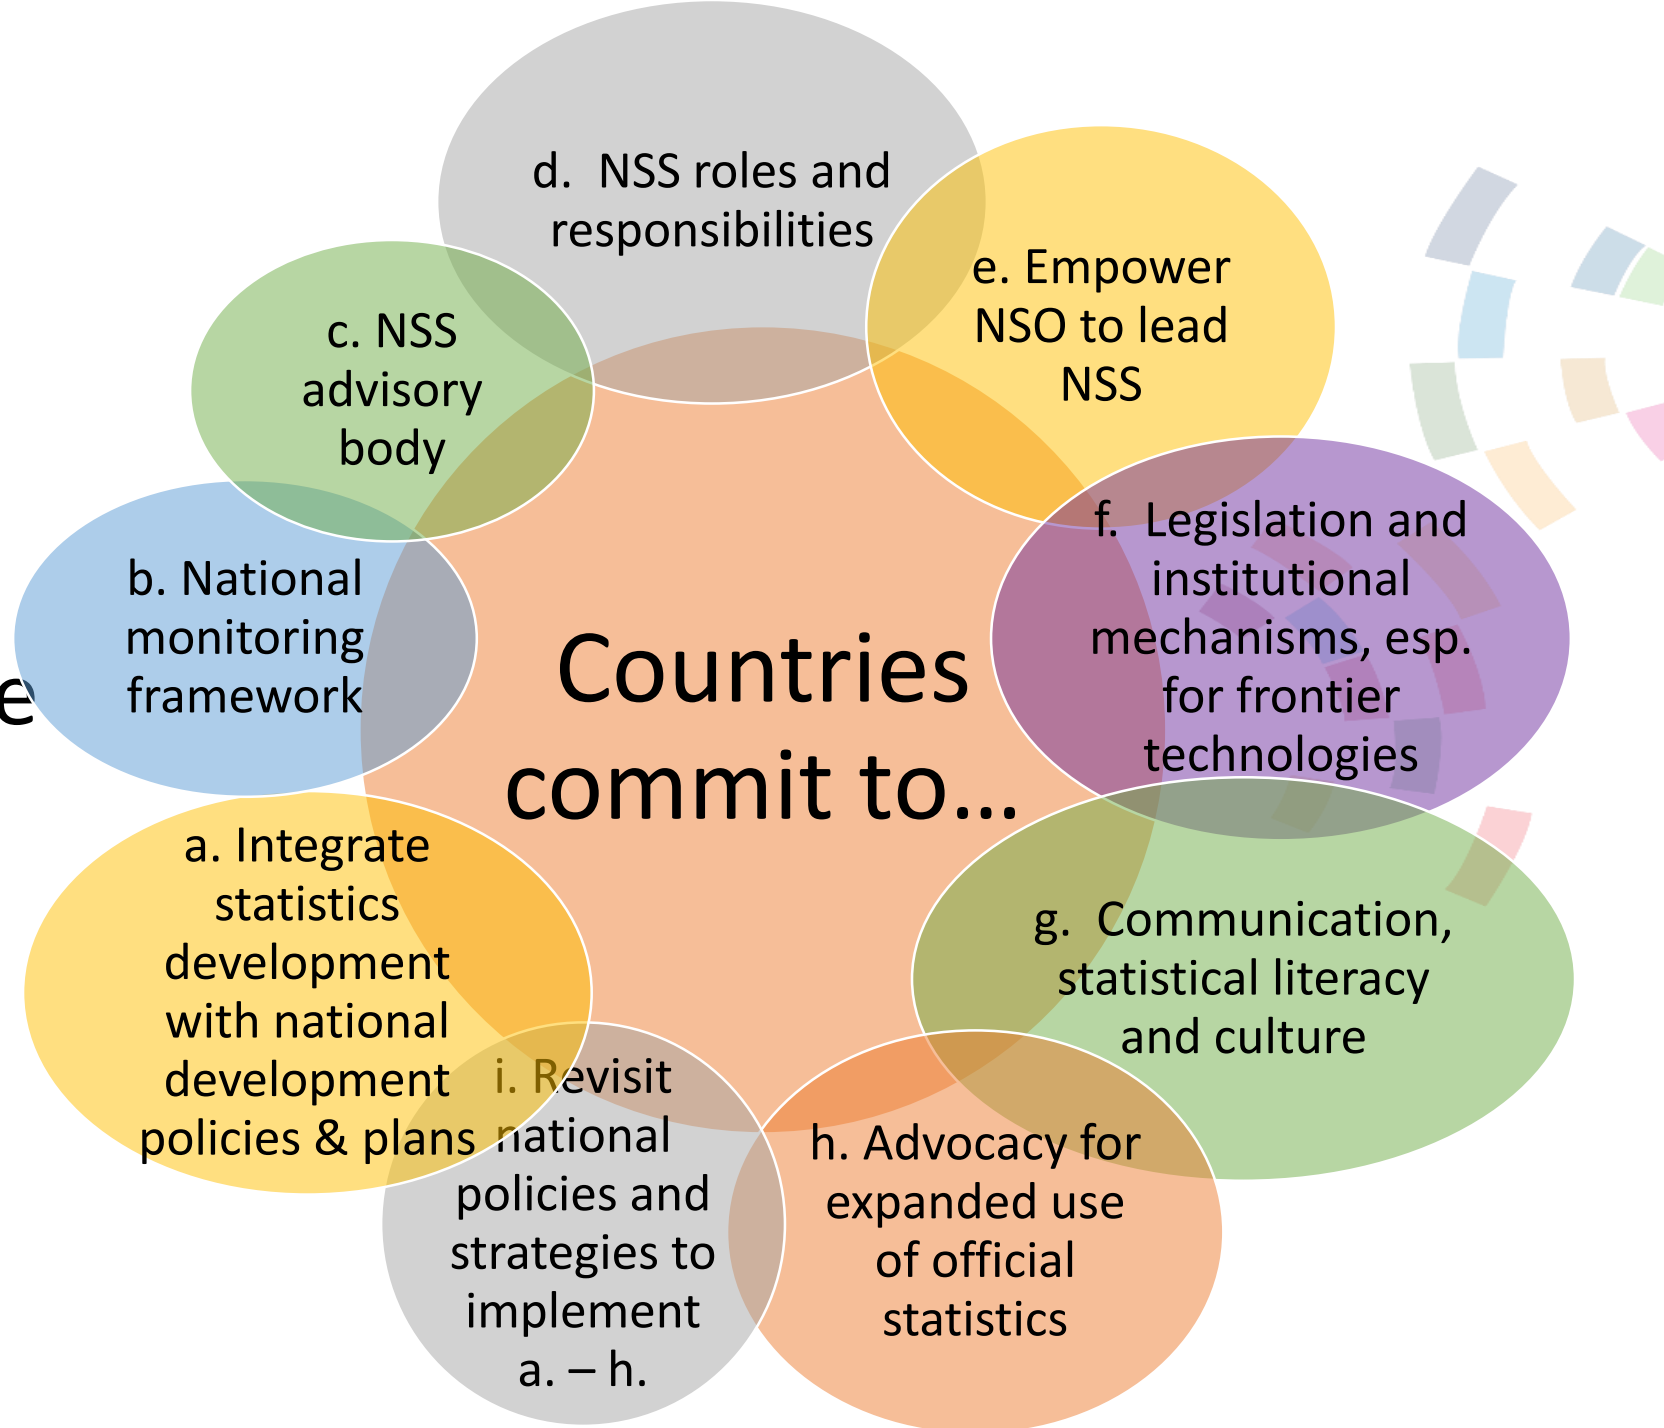 d.  NSS roles and
responsibilities
e. Empower
NSO to lead
NSS
c. NSS
advisory
body
f.  Legislation and
institutional
mechanisms, esp.
for frontier
technologies
b. National
monitoring
framework
e
Countries
commit to...
a. Integrate
statistics
development
with national
development
policies & plans
g.  Communication,
statistical literacy
and culture
i. Revisit
national
policies and
strategies to
implement
a. – h.
h. Advocacy for
expanded use
of official
statistics